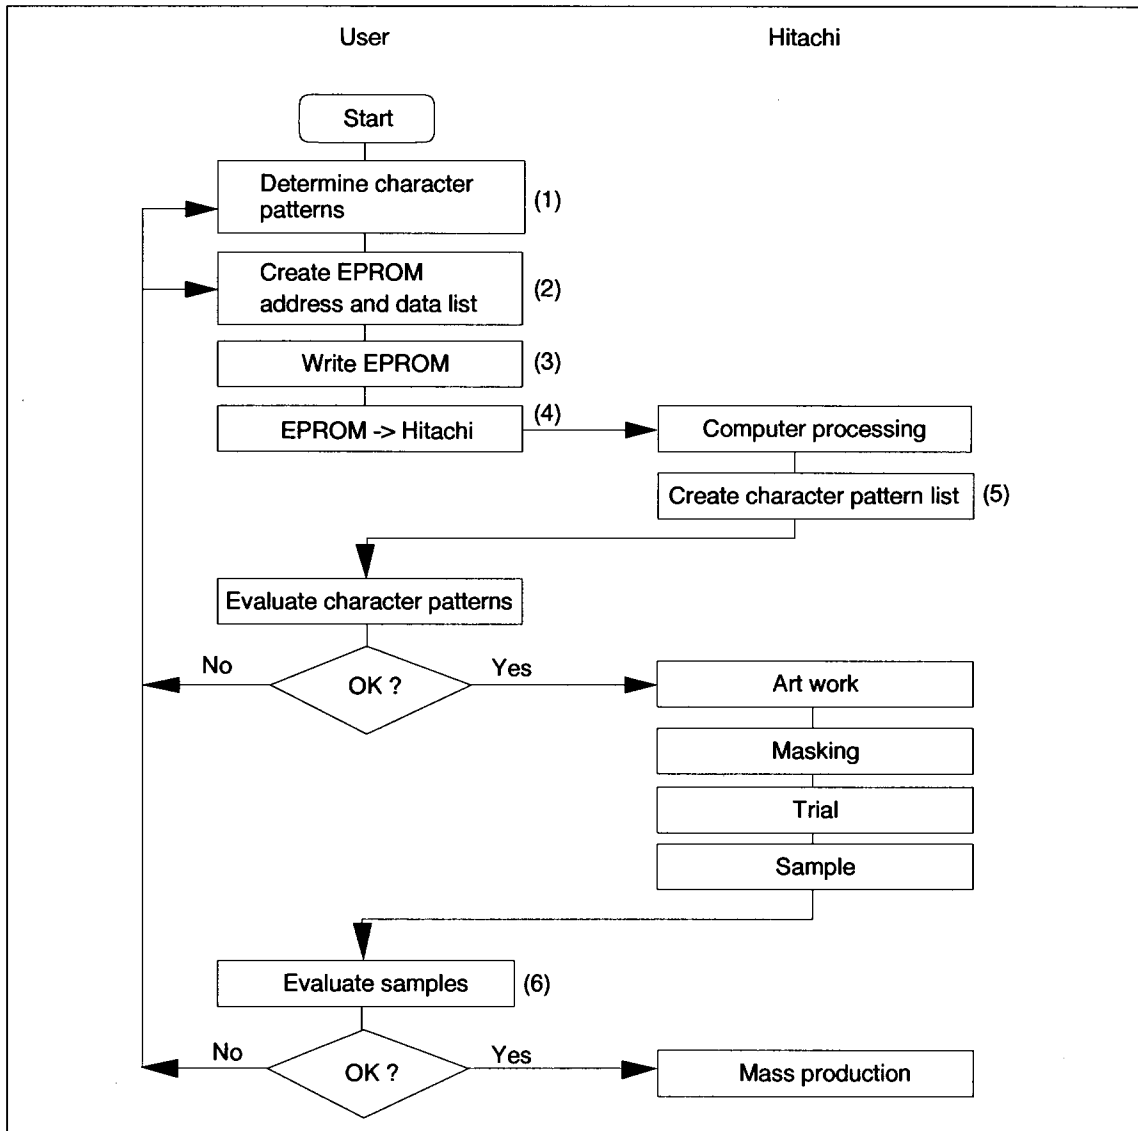 User
Hitachi
Start
Determine character
patterns
(1)
Create EPROM
address and data list
(2)
Write EPROM
(3)
EPROM -> Hitachi
(4)
Computer processing
Create character pattern list
(5)
Evaluate character patterns
No
OK ?
Yes
Art work
Masking
Trial
Sample
Evaluate samples
(6)
No
OK ?
Yes
Mass production